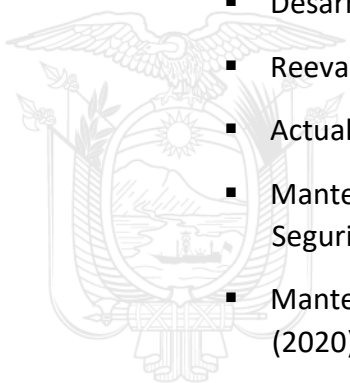 ▪ Desarr
▪ Reeva
▪ Actual
▪ Mante
Seguri
▪ Mante
(2020)